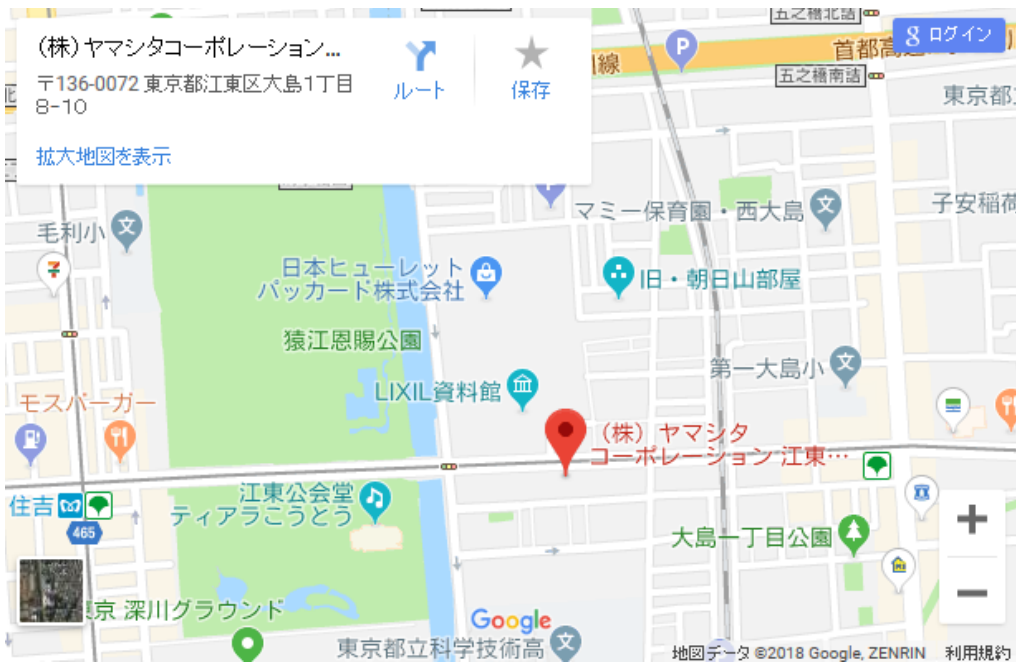 (株)ヤマシタコーポレーション...
〒136-0072 東京都江東区大島1丁目
8-10
ルート
保存
拡大地図を表示
五之橋北詰
首都高速
ログイン
線
五之橋南詰
東京都
毛利小
マミー保育園・西大島
子安稲荷
日本ヒューレット
パッカード株式会社
旧・朝日山部屋
猿江恩賜公園
第一大島小
LIXIL資料館
モスバーガー
(株) ヤマシタ
コーポレーション 江東…
住吉
465
江東公会堂
ティアラこうとう
大島一丁目公園
+
−
東京 深川グラウンド
Google
東京都立科学技術高
地図データ ©2018 Google, ZENRIN 利用規約